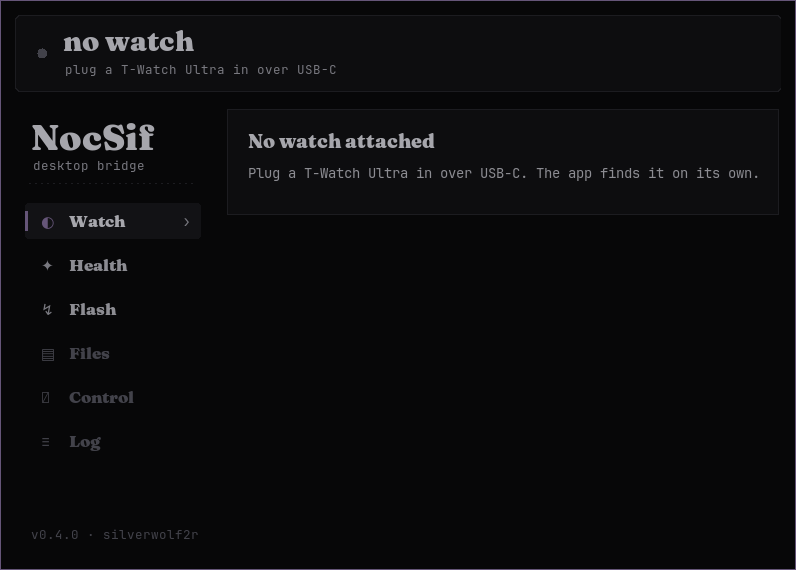 no watch
plug a T-Watch Ultra in over USB-C
NocSif
desktop bridge
Watch ›
Health
Flash
Files
Control
Log
v0.4.0 · silverwolf2r
No watch attached
Plug a T-Watch Ultra in over USB-C. The app finds it on its own.